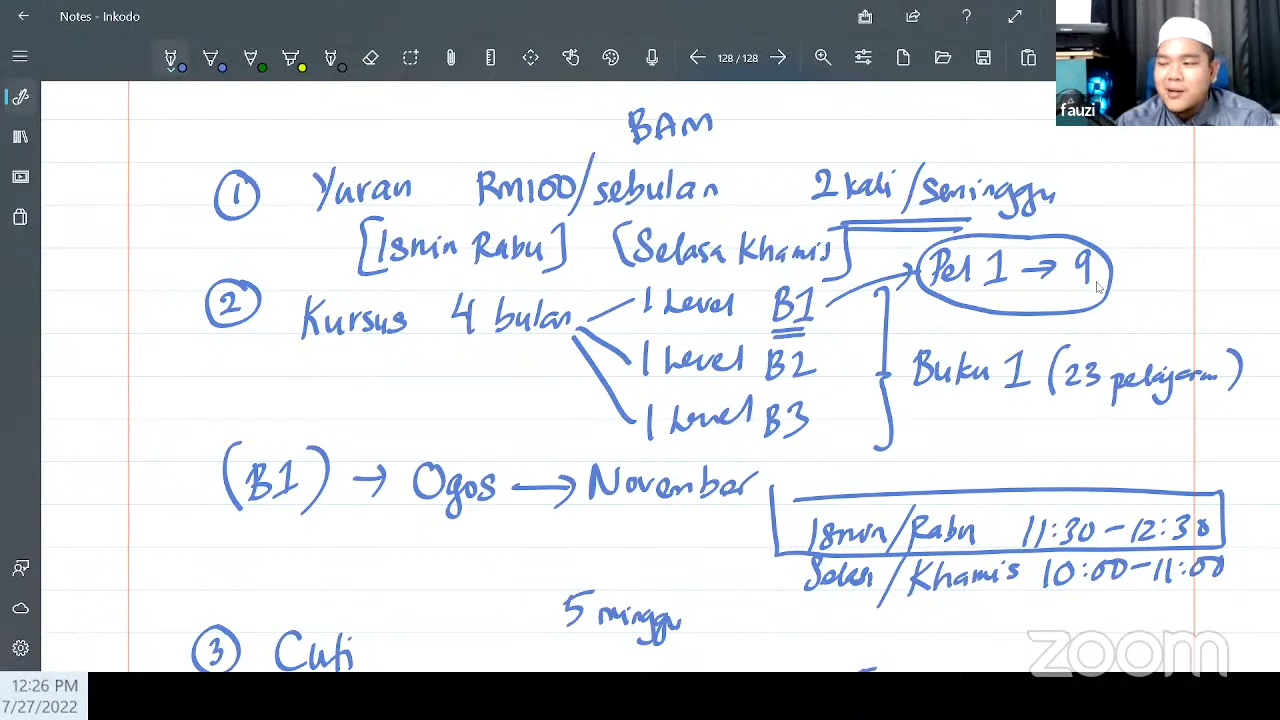 Notes - Inkodo
128 / 128
fauzi
BAM
1 Yuran RM100/sebulan 2 kali/seminggu
[Isnin Rabu] [Selasa Khamis]
Pel 1 → 9
2 Kursus 4 bulan
1 Level B1
1 Level B2
1 Level B3
Buku 1 (23 pelajaran)
(B1) → Ogos → November
Isnin/Rabu 11:30-12:30
Selasa/Khamis 10:00-11:00
5 minggu
3 Cuti
zoom
12:26 PM
7/27/2022